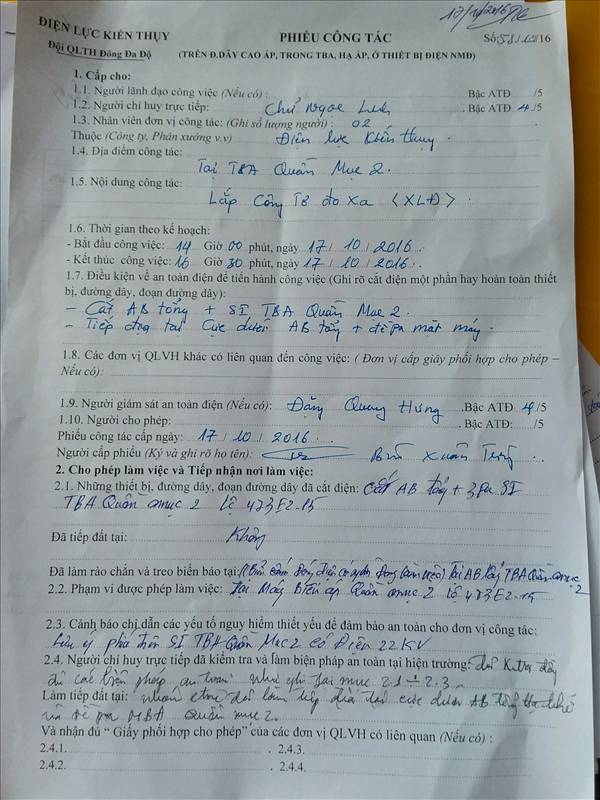 17/10/2016
ĐIỆN LỰC KIẾN THỤY PHIẾU CÔNG TÁC Số: 58/10/2016
Đội QLTH Đông Đa Độ (TRÊN Đ.DÂY CAO ÁP, TRONG TBA, HẠ ÁP, Ở THIẾT BỊ ĐIỆN NMĐ)
1. Cấp cho:
1.1. Người lãnh đạo công việc (Nếu có) : Bậc ATĐ /5
1.2. Người chỉ huy trực tiếp: Chử Ngọc Linh . Bậc ATĐ 4 /5
1.3. Nhân viên đơn vị công tác: (Ghi số lượng người) : 02
Thuộc (Công ty, Phân xưởng v.v) Điện lực Kiến Thụy .
1.4. Địa điểm công tác:
Tại TBA Quán Mục 2.
1.5. Nội dung công tác:
Lắp Công Tơ đo xa <XLĐ> .
1.6. Thời gian theo kế hoạch:
- Bắt đầu công việc: 14 Giờ 00 phút, ngày 17 / 10 / 2016 .
- Kết thúc công việc: 16 Giờ 30 phút, ngày 17 / 10 / 2016 .
1.7. Điều kiện về an toàn điện để tiến hành công việc (Ghi rõ cắt điện một phần hay hoàn toàn thiết
bị, đường dây, đoạn đường dây):
- Cắt AB tổng + SI TBA Quán Mục 2 .
- Tiếp địa tại cực dưới AB tổng + đề pa mặt máy .
1.8. Các đơn vị QLVH khác có liên quan đến công việc: ( Đơn vị cấp giấy phối hợp cho phép –
Nếu có):
1.9. Người giám sát an toàn điện (Nếu có): Đặng Quang Hưng .Bậc ATĐ 4 /5
1.10. Người cho phép: . Bậc ATĐ: /5
Phiếu công tác cấp ngày: 17 / 10 / 2016 .
Người cấp phiếu (Ký và ghi rõ họ tên): Bùi Xuân
2. Cho phép làm việc và Tiếp nhận nơi làm việc:
2.1. Những thiết bị, đường dây, đoạn đường dây đã cắt điện: Cắt AB tổng + 3 pha SI
TBA Quán mục 2 lộ 473E2-15
Đã tiếp đất tại: Không
Đã làm rào chắn và treo biển báo tại: Biển cấm đóng điện có người đang làm việc) Tại AB tổng TBA Quán mục 2
2.2. Phạm vi được phép làm việc: Tại Máy Biến áp Quán mục 2 lộ 473E2-15
2.3. Cảnh báo chỉ dẫn các yếu tố nguy hiểm thiết yếu để đảm bảo an toàn cho đơn vị công tác:
Lưu ý phía trên SI TBA Quán Mục 2 có Điện 22KV
2.4. Người chỉ huy trực tiếp đã kiểm tra và làm biện pháp an toàn tại hiện trường: đã K.tra đầy
đủ các biện pháp an toàn như ghi tại mục 2.1 ÷ 2.3
Làm tiếp đất tại: đã làm tiếp địa tại cực dưới AB tổng Hạ thế
và đề pa MBA Quán mục 2.
Và nhận đủ “ Giấy phối hợp cho phép” của các đơn vị QLVH có liên quan (Nếu có) :
2.4.1. . 2.4.3.
2.4.2. . 2.4.4.